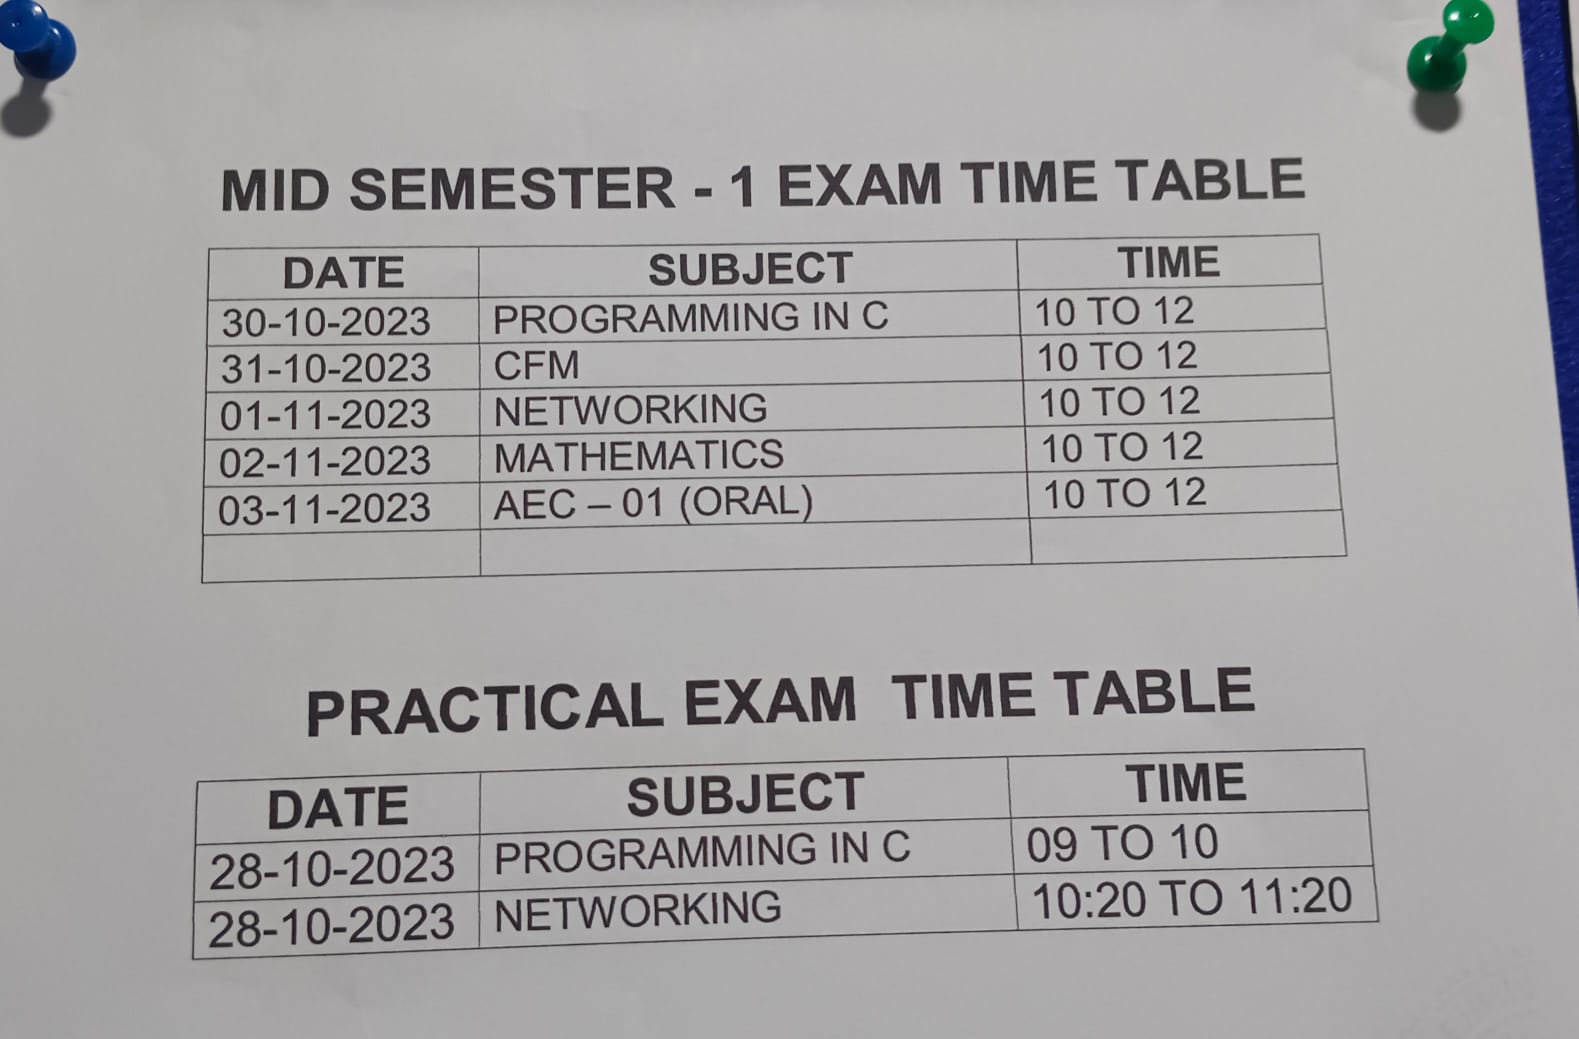 MID SEMESTER - 1 EXAM TIME TABLE
DATE SUBJECT TIME
30-10-2023 PROGRAMMING IN C 10 TO 12
31-10-2023 CFM 10 TO 12
01-11-2023 NETWORKING 10 TO 12
02-11-2023 MATHEMATICS 10 TO 12
03-11-2023 AEC – 01 (ORAL) 10 TO 12
PRACTICAL EXAM TIME TABLE
DATE SUBJECT TIME
28-10-2023 PROGRAMMING IN C 09 TO 10
28-10-2023 NETWORKING 10:20 TO 11:20